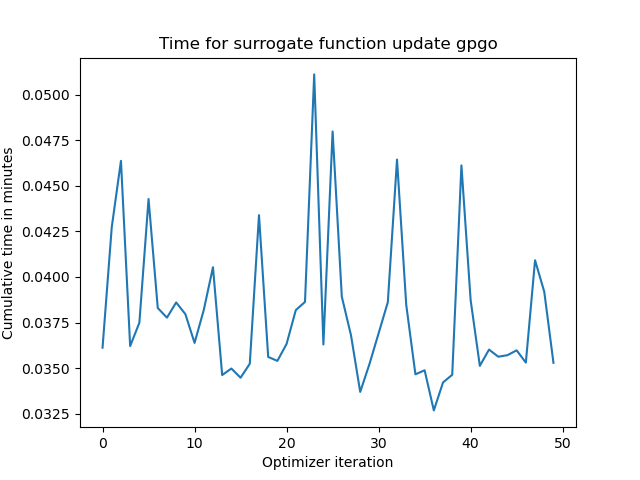 Time for surrogate function update gpgo
Cumulative time in minutes
0.0500
0.0475
0.0450
0.0425
0.0400
0.0375
0.0350
0.0325
0 10 20 30 40 50
Optimizer iteration